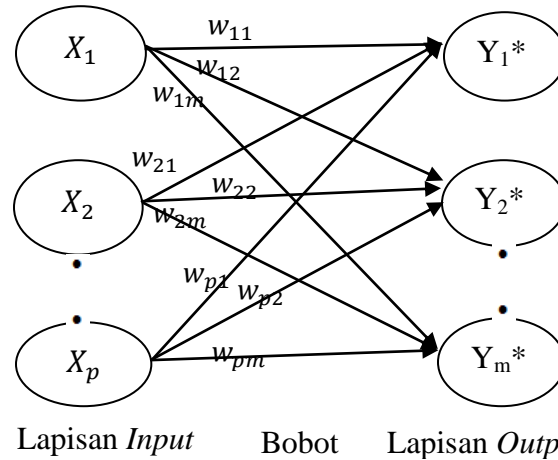 X₁ w₁₁ Y₁*
w₁₂
w₁ₘ
w₂₁
X₂ w₂₂ Y₂*
w₂ₘ
wₚ₁ wₚ₂
Xₚ wₚₘ Yₘ*
Lapisan Input Bobot Lapisan Outp